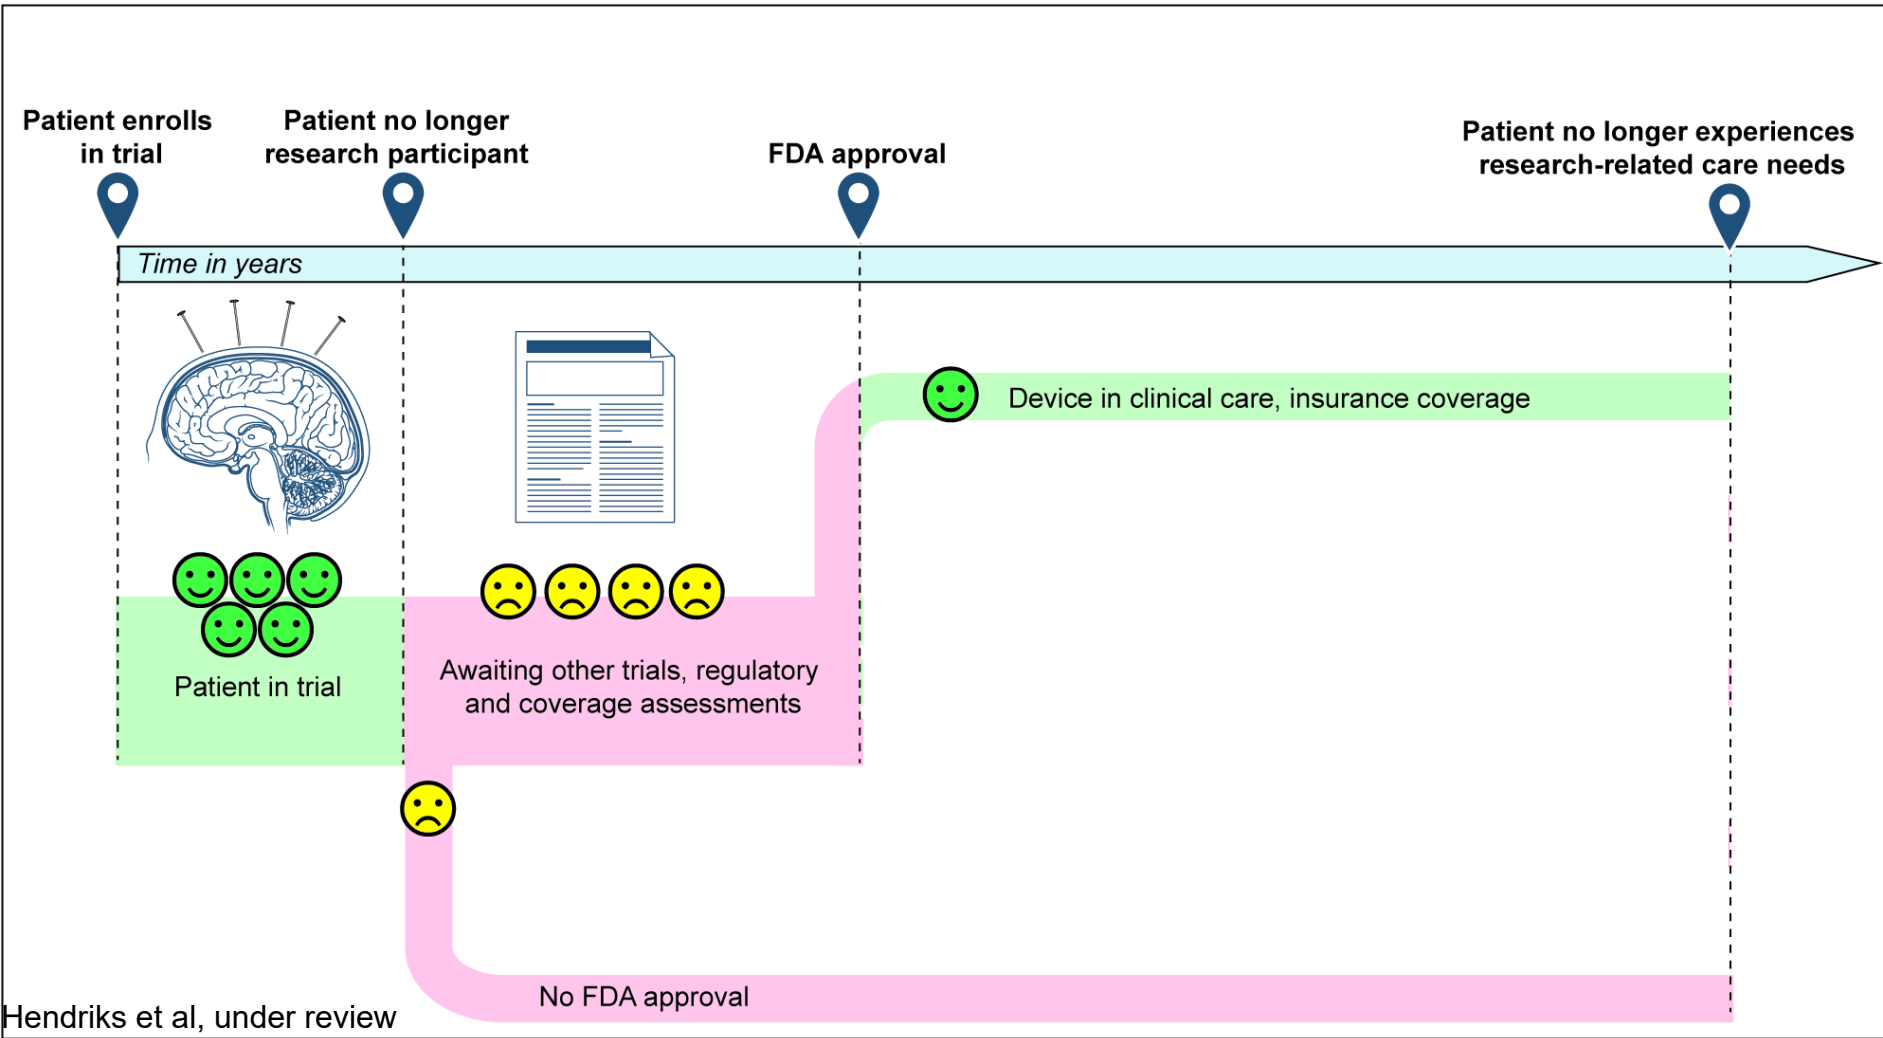 Patient enrolls
in trial
Patient no longer
research participant
FDA approval
Patient no longer experiences
research-related care needs
Time in years
Device in clinical care, insurance coverage
Patient in trial
Awaiting other trials, regulatory
and coverage assessments
No FDA approval
Hendriks et al, under review